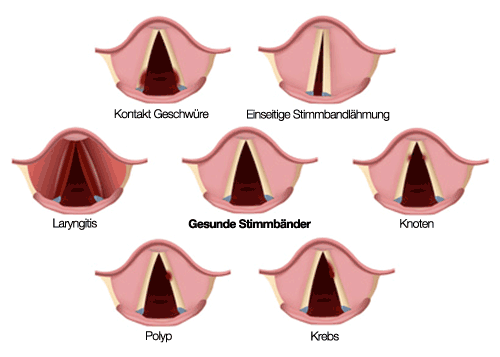 Kontakt Geschwüre
Einseitige Stimmbandlähmung
Laryngitis
Gesunde Stimmbänder
Knoten
Polyp
Krebs